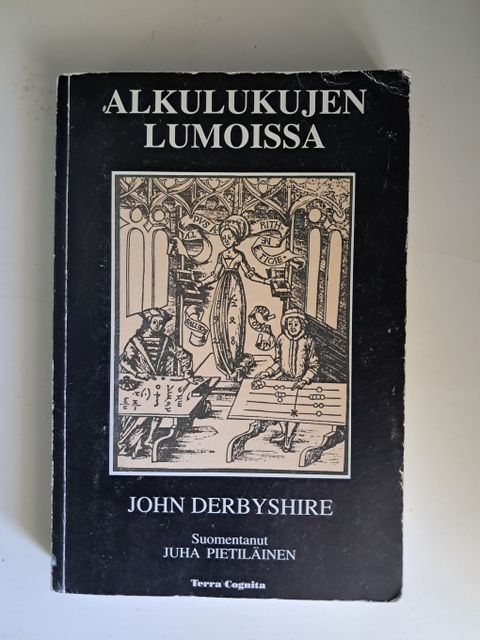 ALKULUKUJEN
LUMOISSA
JOHN DERBYSHIRE
Suomentanut
JUHA PIETILÄINEN
Terra Cognita